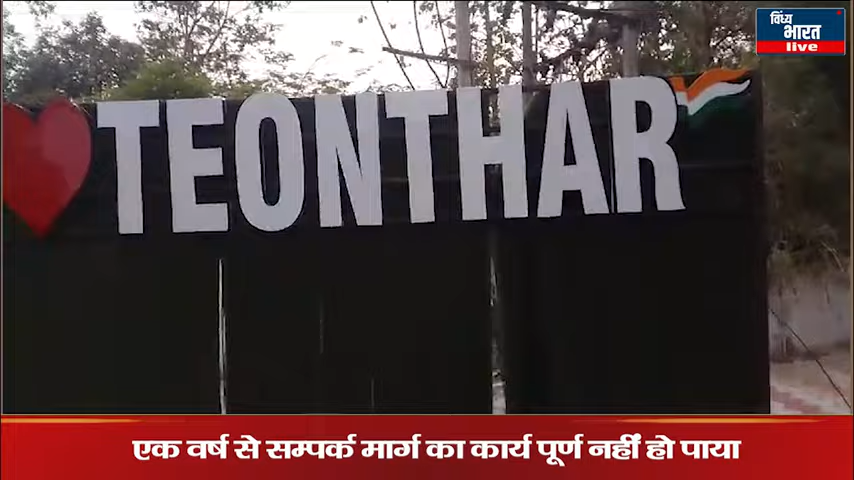 विंध्य
भारत
live
TEONTHAR
एक वर्ष से सम्पर्क मार्ग का कार्य पूर्ण नहीं हो पाया